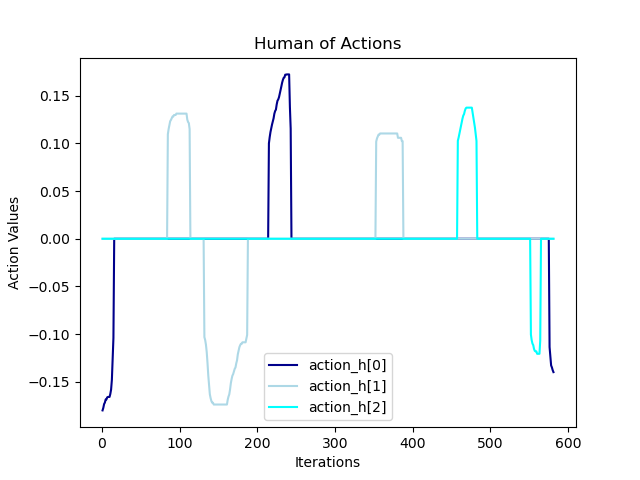 Human of Actions
Action Values
0.15
0.10
0.05
0.00
−0.05
−0.10
−0.15
0
100
200
300
400
500
600
Iterations
action_h[0]
action_h[1]
action_h[2]